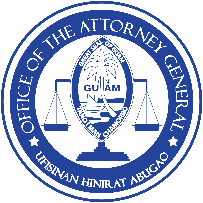 OFFICE OF THE ATTORNEY GENERAL
GUAM
UFISINAN HINIRAT ABUGAO